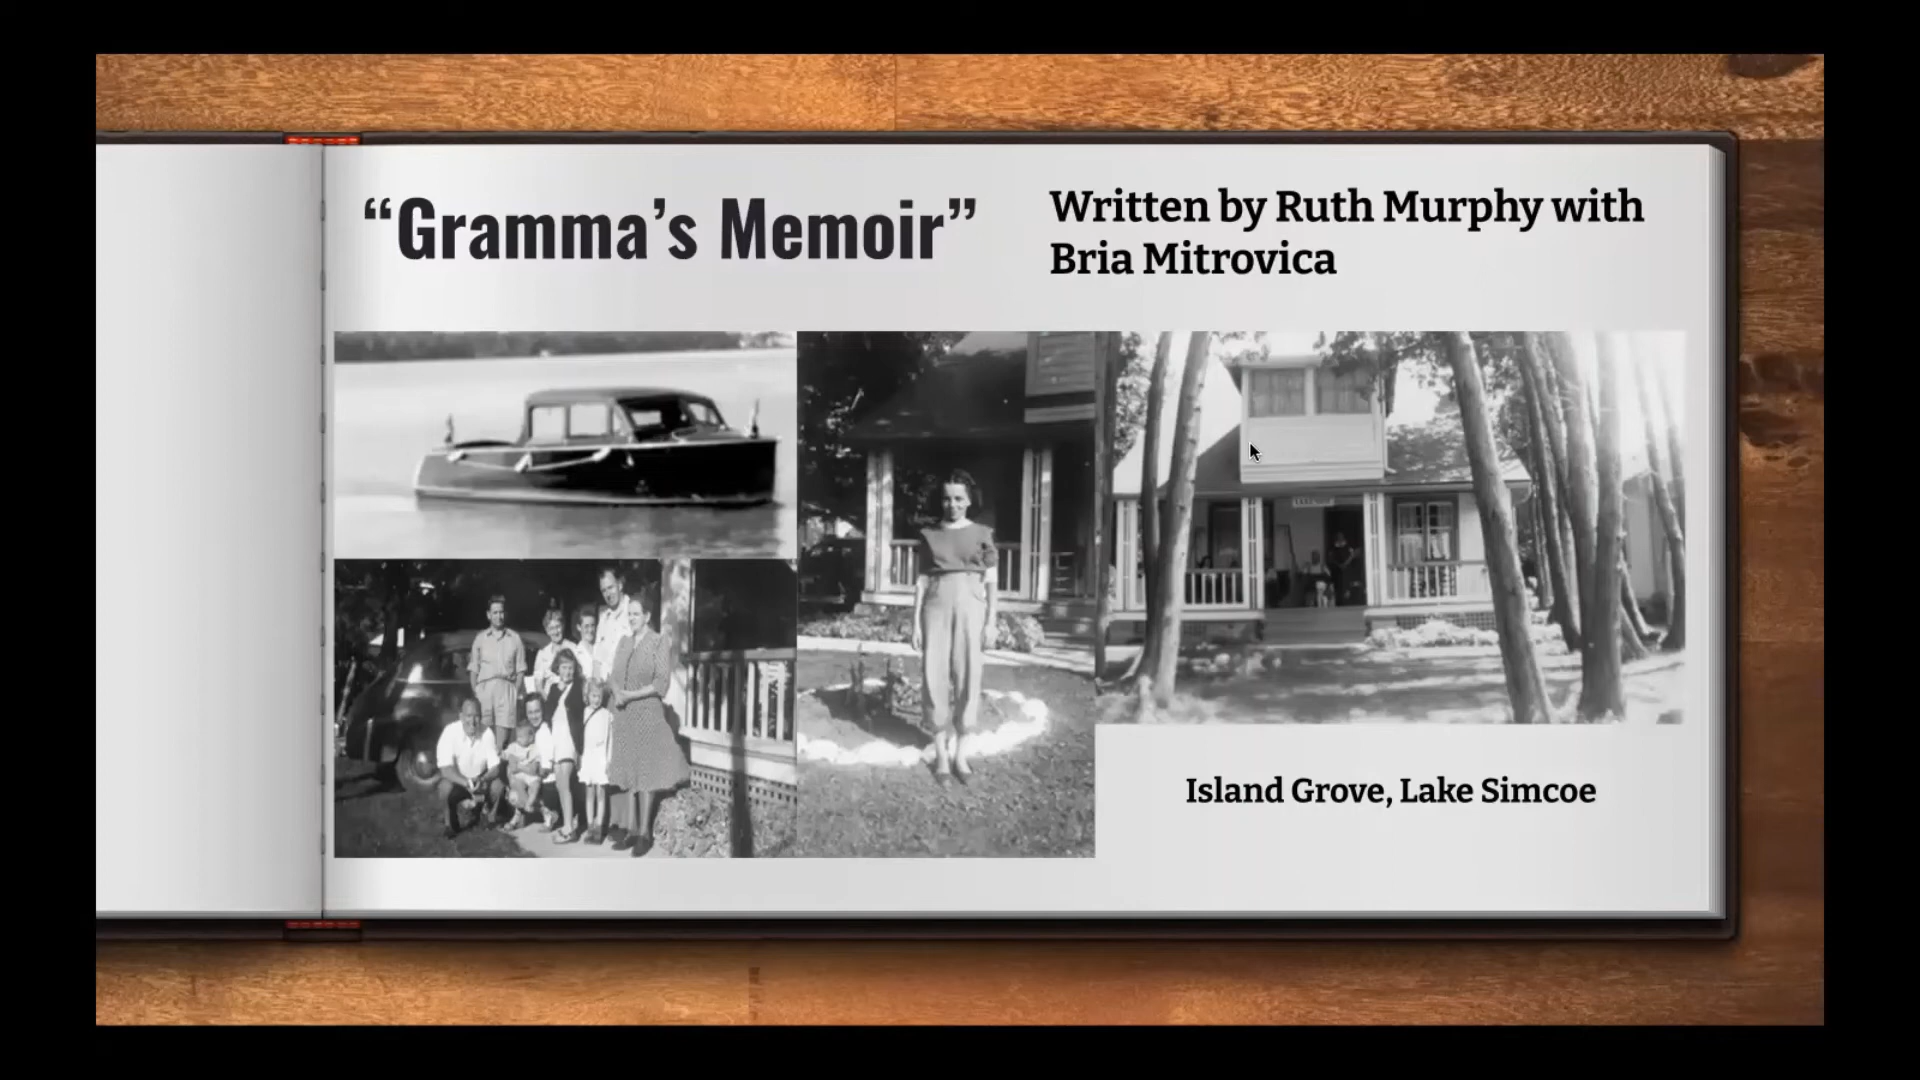 “Gramma’s Memoir”
Written by Ruth Murphy with
Bria Mitrovica
Island Grove, Lake Simcoe